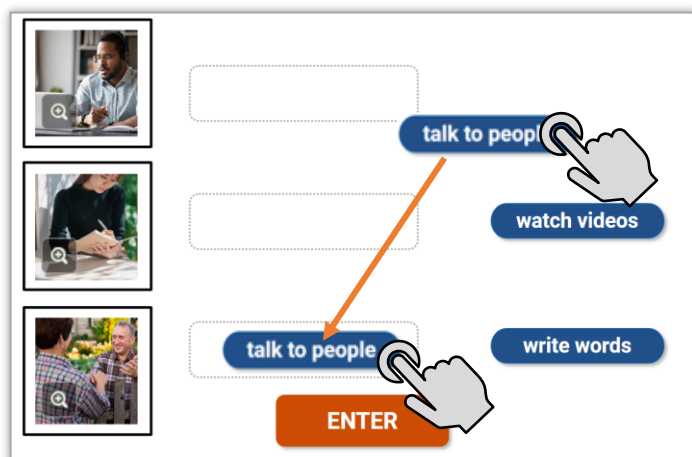 talk to peopl
watch videos
talk to people
write words
ENTER